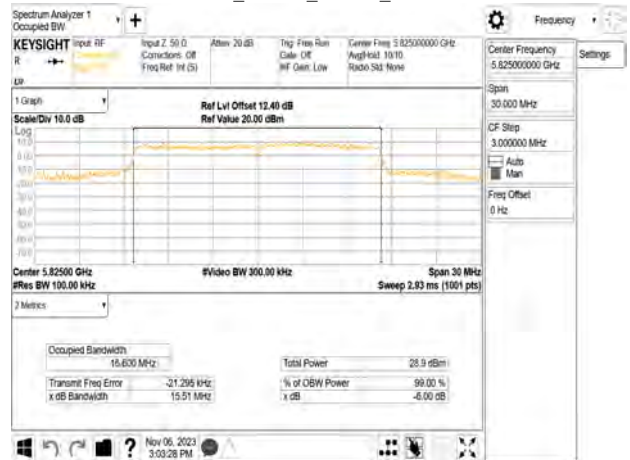 Spectrum Analyzer 1
Occupied BW
Frequency
Settings
KEYSIGHT
R
Input: RF
Input Z: 50 Ω
Corrections: Off
Freq Ref: Int (S)
Atten: 20 dB
Trig: Free Run
Gate: Off
#IF Gain: Low
Center Freq: 5.825000000 GHz
Avg|Hold: 10/10
Radio Std: None
Center Frequency
5.825000000 GHz
Span
30.000 MHz
CF Step
3.000000 MHz
Auto
Man
Freq Offset
0 Hz
1 Graph
Scale/Div 10.0 dB
Ref Lvl Offset 12.40 dB
Ref Value 20.00 dBm
Log
Center 5.82500 GHz
#Res BW 100.00 kHz
#Video BW 300.00 kHz
Span 30 MHz
Sweep 2.93 ms (1001 pts)
2 Metrics
Occupied Bandwidth
16.600 MHz
Total Power
28.9 dBm
Transmit Freq Error
-21.295 kHz
% of OBW Power
99.00 %
x dB Bandwidth
15.51 MHz
x dB
-6.00 dB
?
Nov 06, 2023
3:03:28 PM